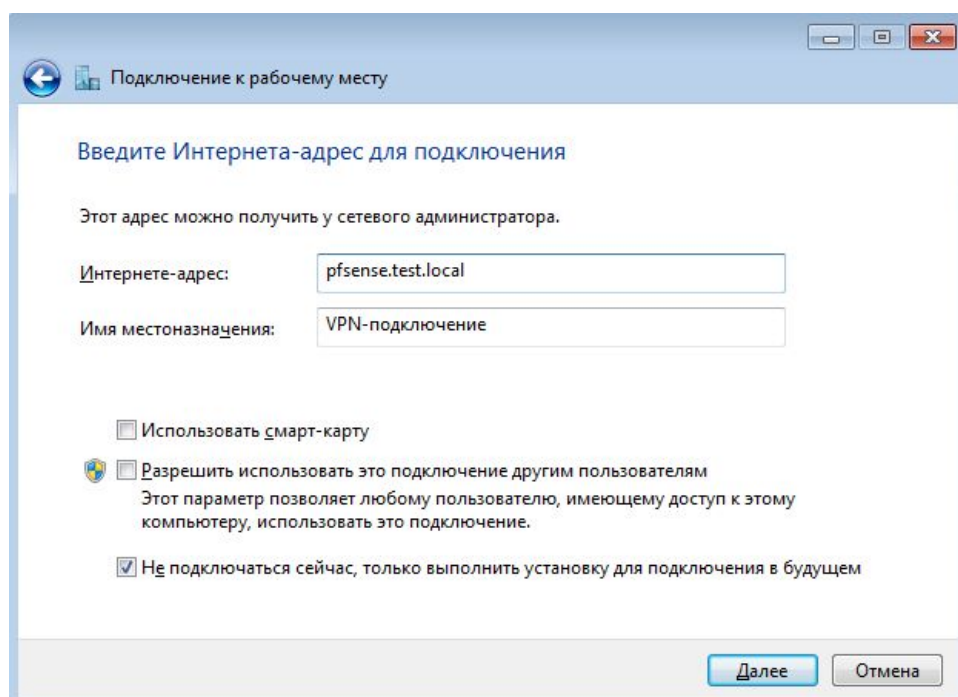 Подключение к рабочему месту
Введите Интернета-адрес для подключения
Этот адрес можно получить у сетевого администратора.
Интернете-адрес: pfsense.test.local
Имя местоназначения: VPN-подключение
Использовать смарт-карту
Разрешить использовать это подключение другим пользователям
Этот параметр позволяет любому пользователю, имеющему доступ к этому
компьютеру, использовать это подключение.
Не подключаться сейчас, только выполнить установку для подключения в будущем
Далее Отмена